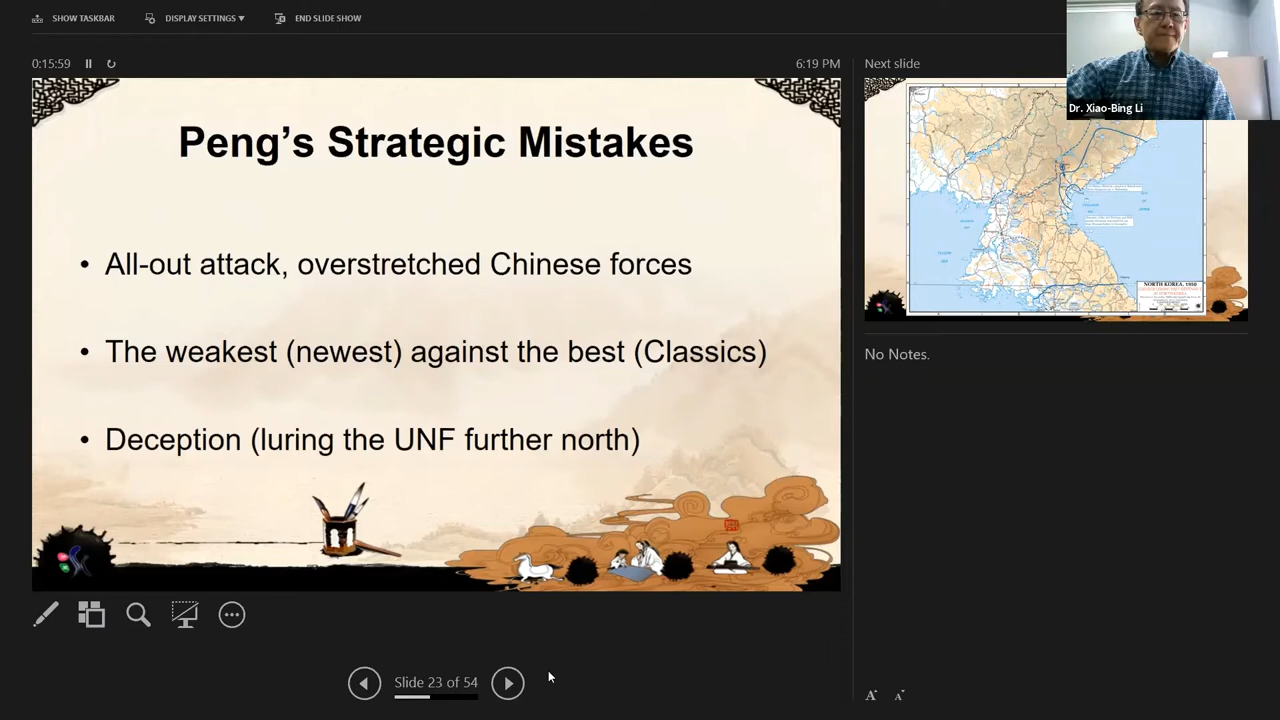 SHOW TASKBAR
DISPLAY SETTINGS ▼
END SLIDE SHOW
0:15:59
6:19 PM
Next slide
Dr. Xiao-Bing Li
Peng’s Strategic Mistakes
• All-out attack, overstretched Chinese forces
• The weakest (newest) against the best (Classics)
• Deception (luring the UNF further north)
NORTH KOREA, 1950
No Notes.
Slide 23 of 54
A A